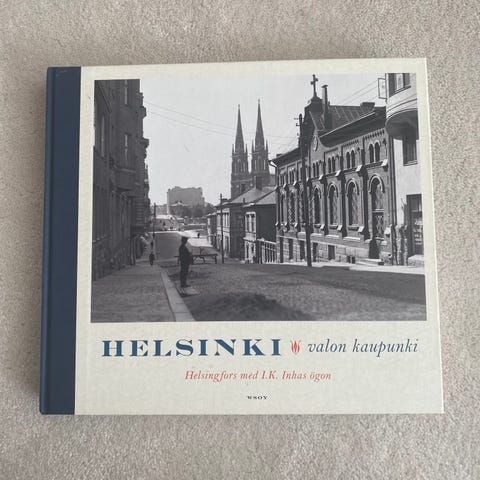 HELSINKI valon kaupunki
Helsingfors med I.K. Inhas ögon
WSOY